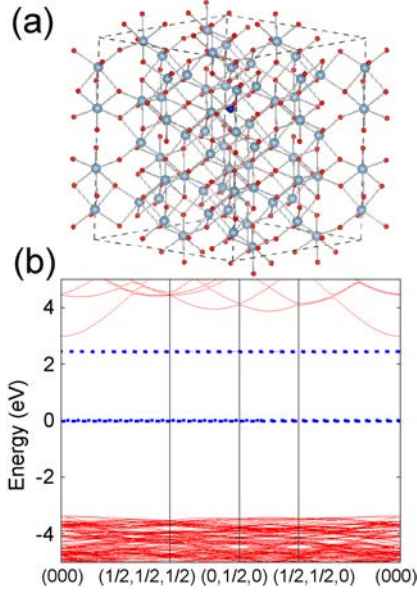 (a)
(b)
4
2
0
-2
-4
Energy (eV)
(000) (1/2,1/2,1/2) (0,1/2,0) (1/2,1/2,0) (000)